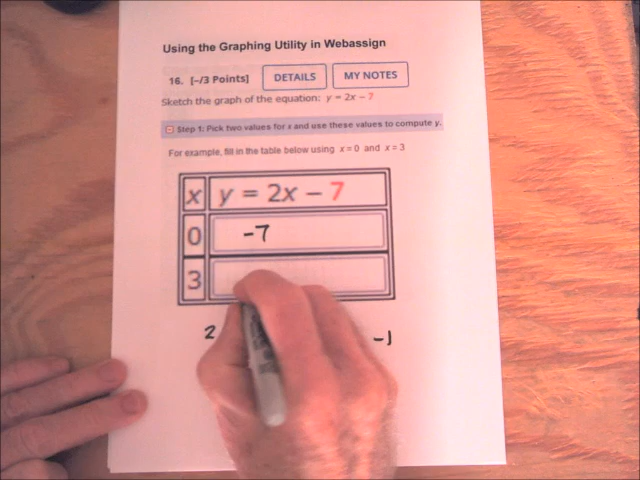 Using the Graphing Utility in Webassign
16. [-/3 Points] DETAILS MY NOTES
Sketch the graph of the equation: y = 2x – 7
Step 1: Pick two values for x and use these values to compute y.
For example, fill in the table below using x = 0 and x = 3
x y = 2x – 7
0 -7
3
2 -1